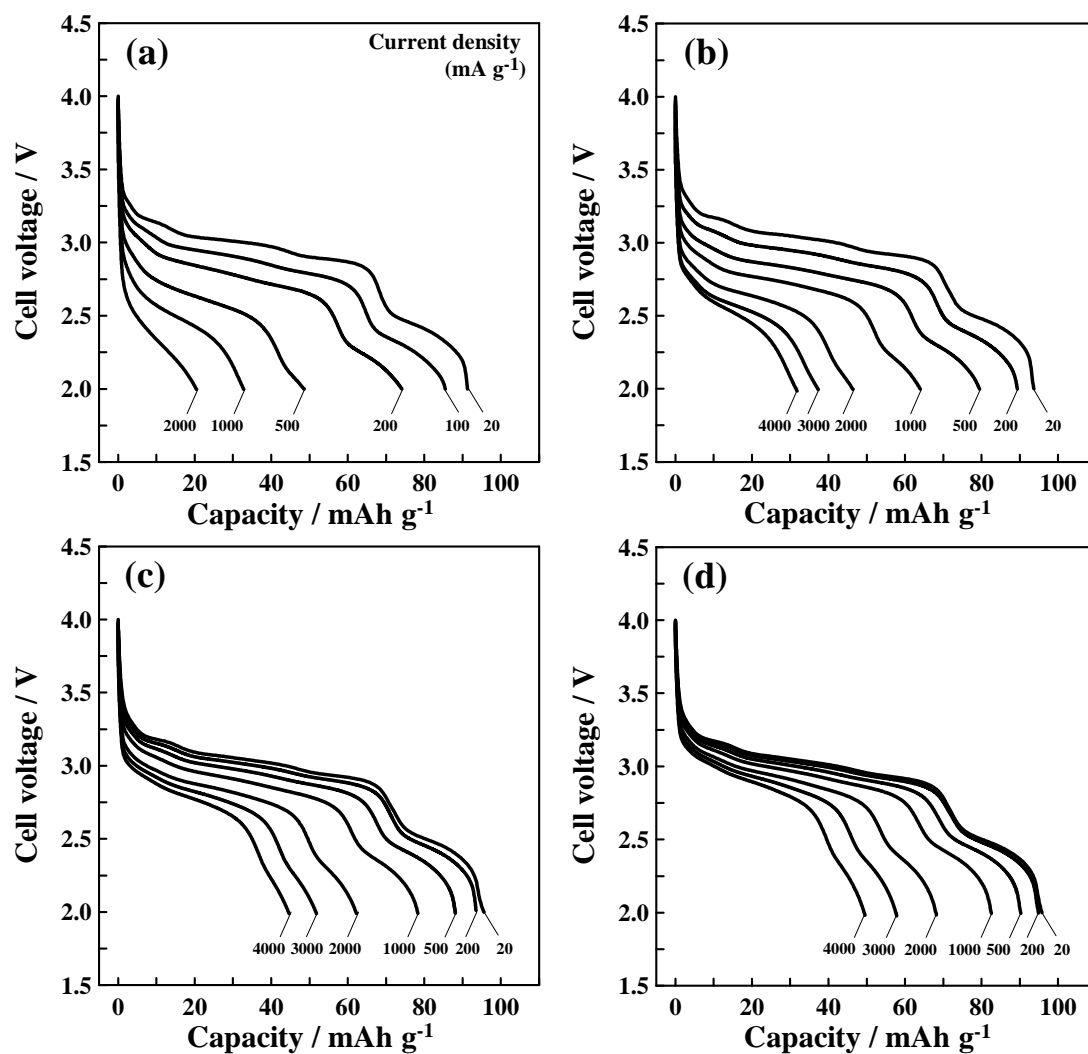 (a)
Current density
(mA g-1)
4.5
4.0
3.5
3.0
2.5
2.0
1.5
Cell voltage / V
2000 1000 500 200 100 20
0 20 40 60 80 100
Capacity / mAh g-1
(b)
4.5
4.0
3.5
3.0
2.5
2.0
1.5
Cell voltage / V
4000 3000 2000 1000 500 200 20
0 20 40 60 80 100
Capacity / mAh g-1
(c)
4.5
4.0
3.5
3.0
2.5
2.0
1.5
Cell voltage / V
4000 3000 2000 1000 500 200 20
0 20 40 60 80 100
Capacity / mAh g-1
(d)
4.5
4.0
3.5
3.0
2.5
2.0
1.5
Cell voltage / V
4000 3000 2000 1000 500 200 20
0 20 40 60 80 100
Capacity / mAh g-1